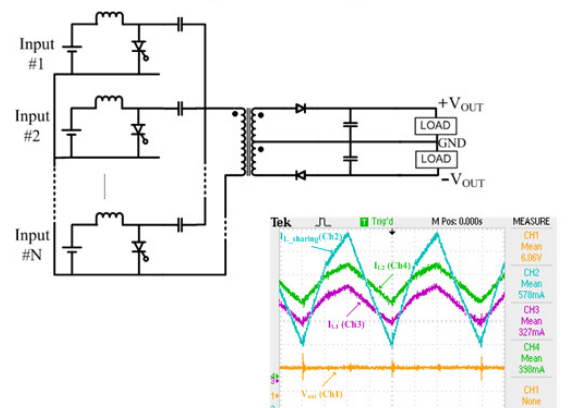 Input
#1
Input
#2
Input
#N
+VOUT
LOAD
GND
LOAD
-VOUT
Tek
Trig'd
M Pos: 0.000s
MEASURE
IL_sharing(Ch2)
IL2 (Ch4)
IL1 (Ch3)
Vout (Ch1)
CH1
Mean
6.06V
CH2
Mean
578mA
CH3
Mean
327mA
CH4
Mean
398mA
CH1
None